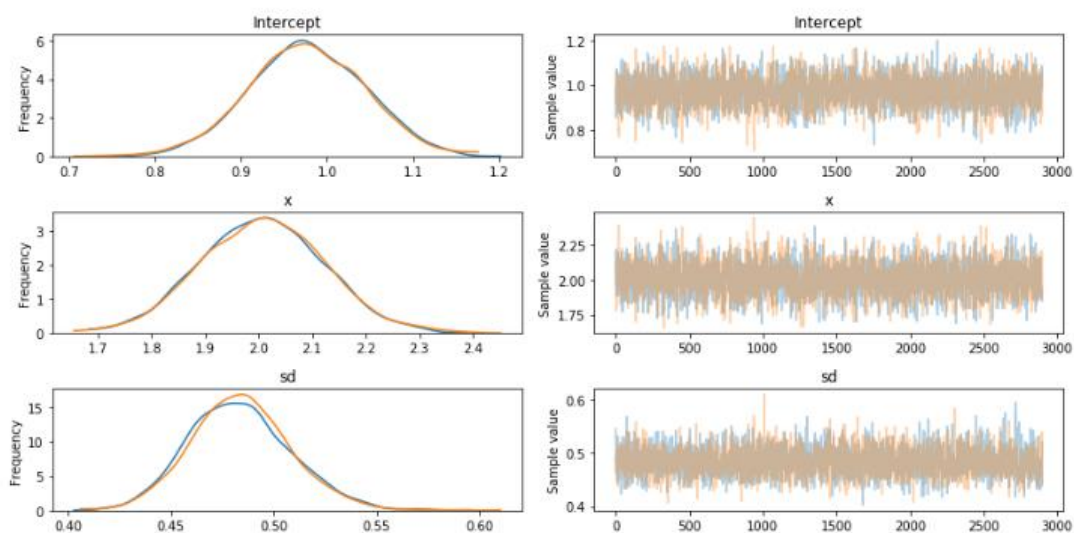 Intercept
Frequency
6
4
2
0
0.7 0.8 0.9 1.0 1.1 1.2
Intercept
Sample value
1.2
1.0
0.8
0 500 1000 1500 2000 2500 3000
x
Frequency
3
2
1
0
1.7 1.8 1.9 2.0 2.1 2.2 2.3 2.4
x
Sample value
2.25
2.00
1.75
0 500 1000 1500 2000 2500 3000
sd
Frequency
15
10
5
0
0.40 0.45 0.50 0.55 0.60
sd
Sample value
0.6
0.5
0.4
0 500 1000 1500 2000 2500 3000